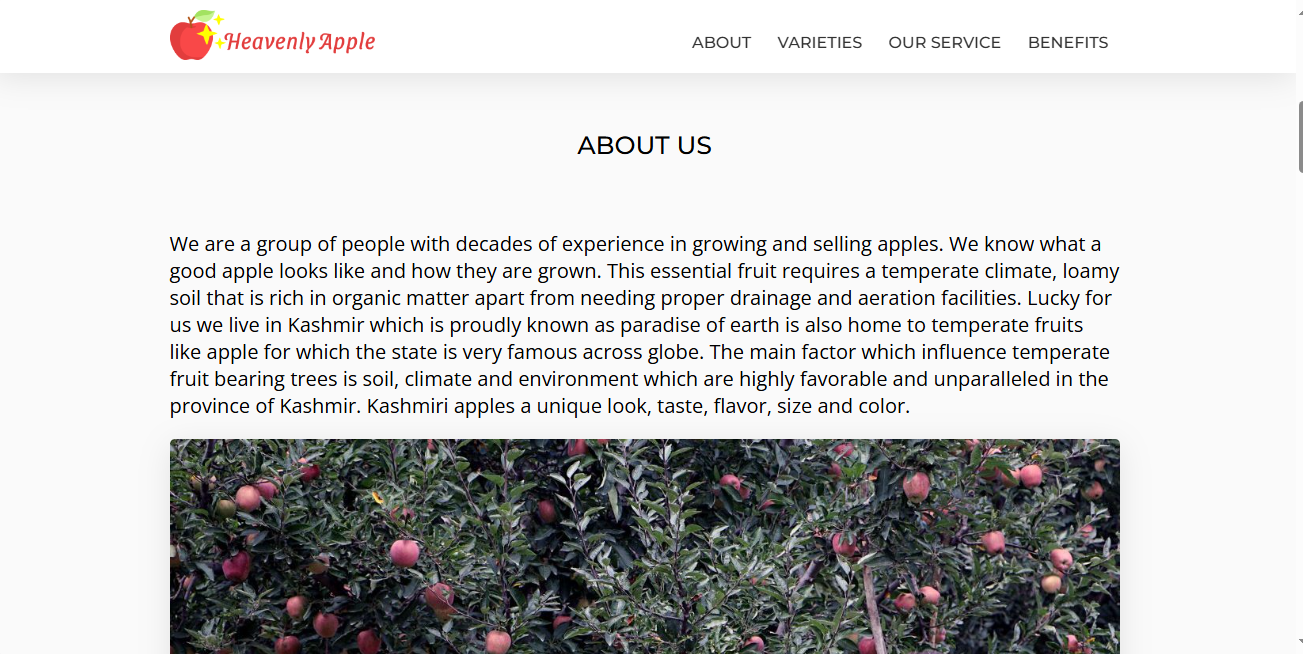 Heavenly Apple
ABOUT VARIETIES OUR SERVICE BENEFITS
ABOUT US
We are a group of people with decades of experience in growing and selling apples. We know what a
good apple looks like and how they are grown. This essential fruit requires a temperate climate, loamy
soil that is rich in organic matter apart from needing proper drainage and aeration facilities. Lucky for
us we live in Kashmir which is proudly known as paradise of earth is also home to temperate fruits
like apple for which the state is very famous across globe. The main factor which influence temperate
fruit bearing trees is soil, climate and environment which are highly favorable and unparalleled in the
province of Kashmir. Kashmiri apples a unique look, taste, flavor, size and color.